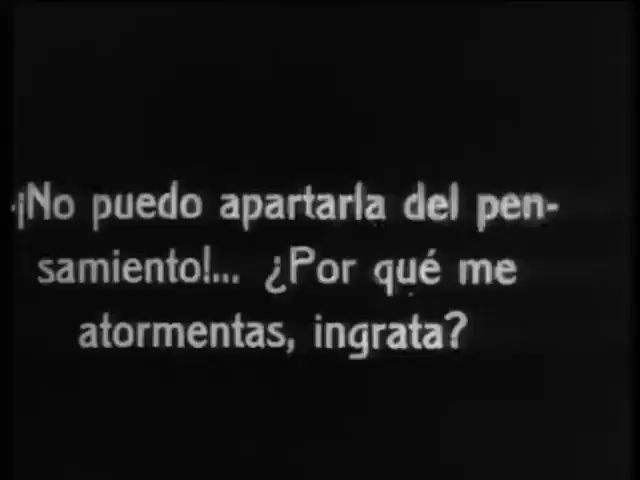 ¡No puedo apartarla del pen-
samiento!... ¿Por qué me
atormentas, ingrata?